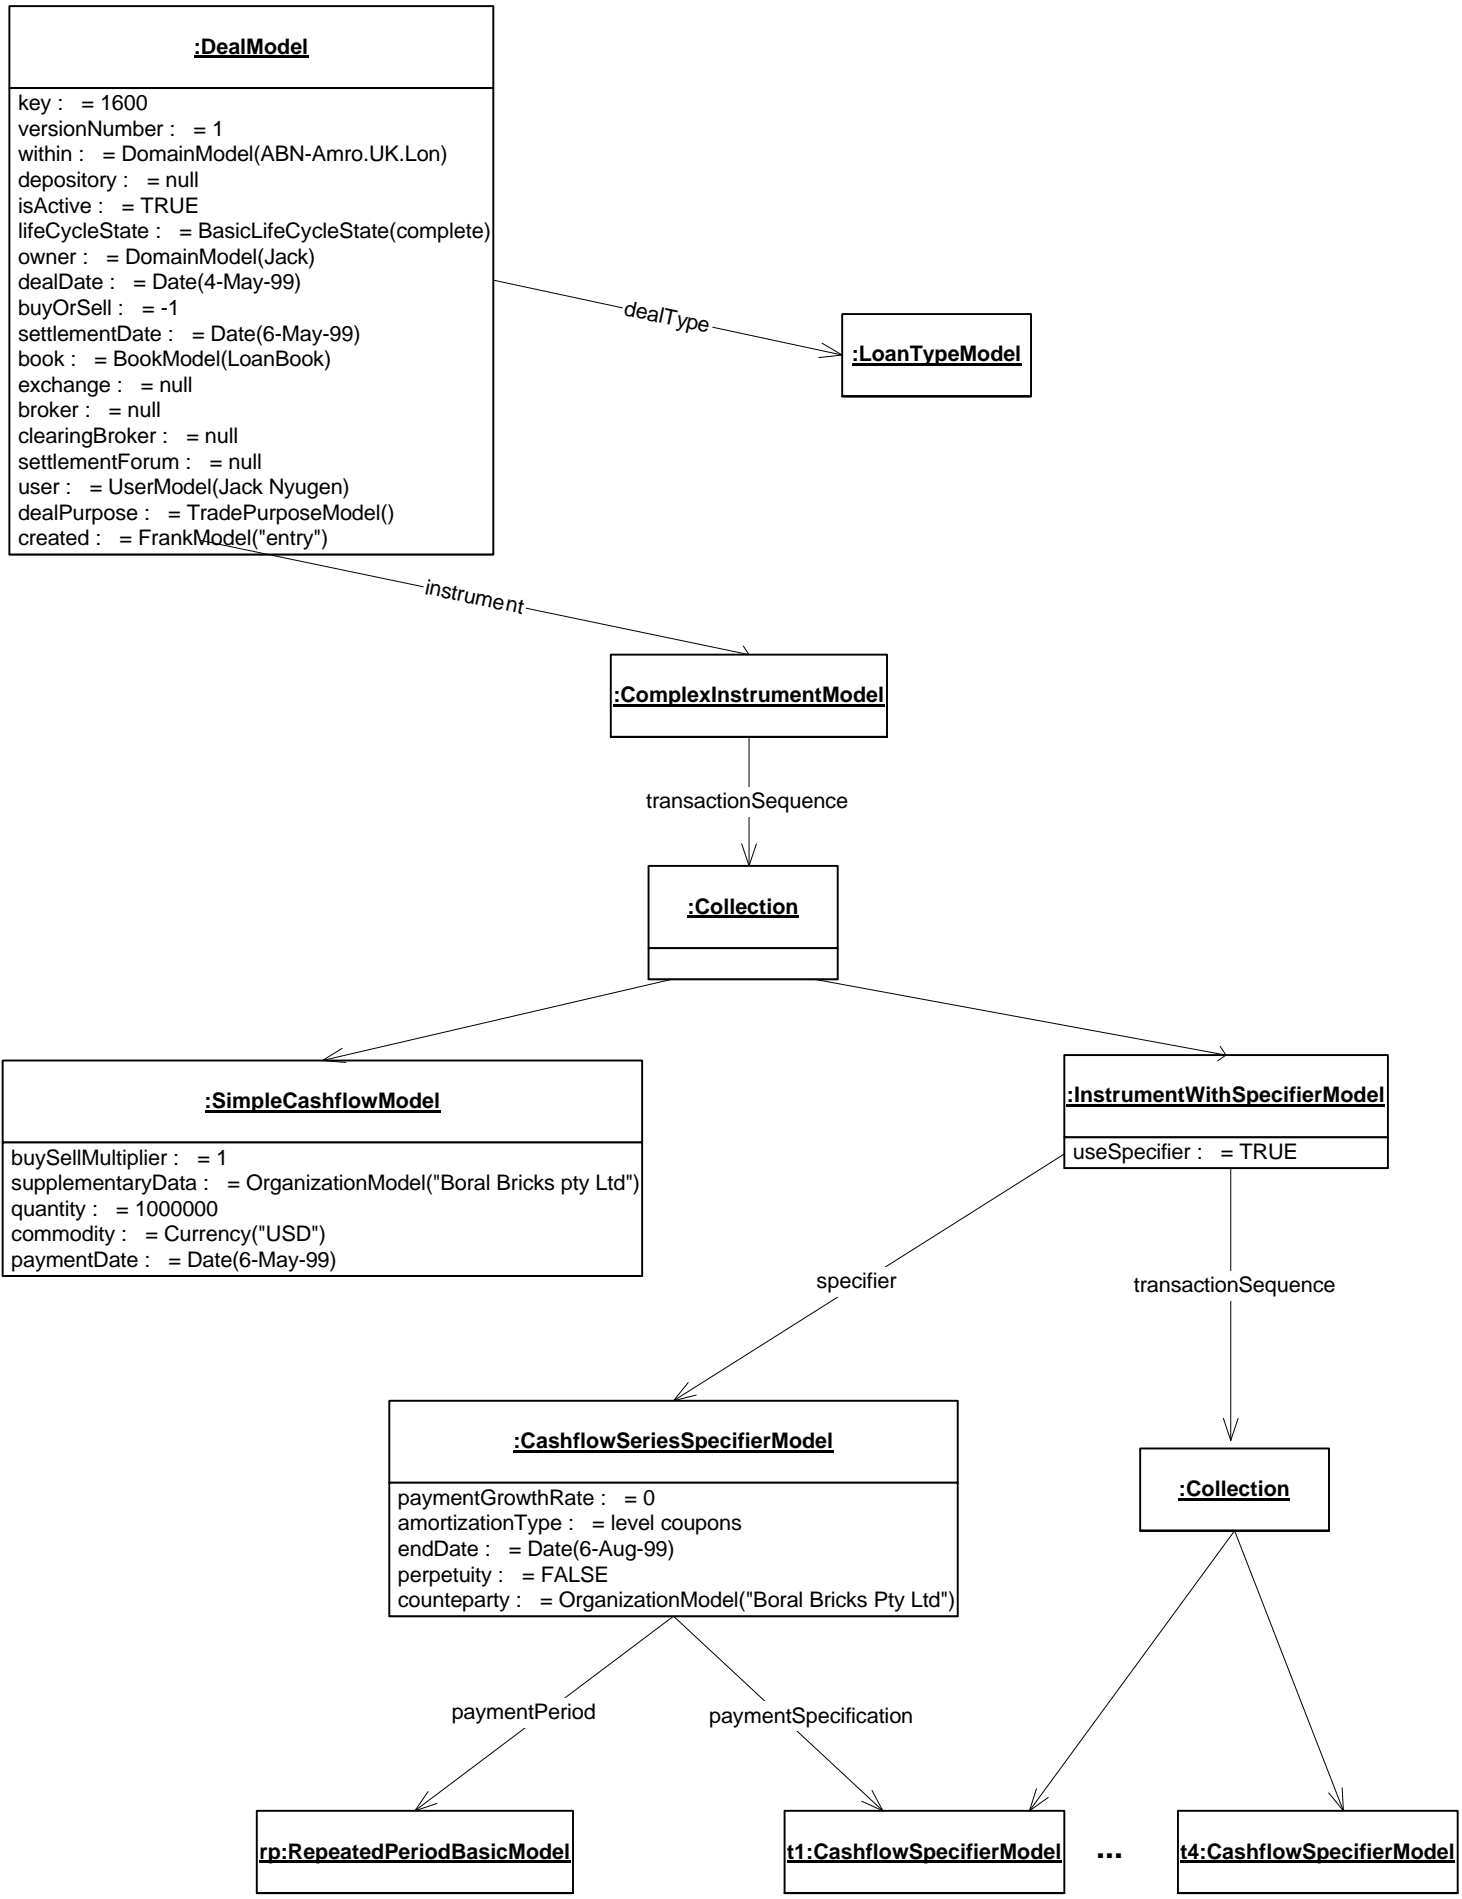 :DealModel
key :   = 1600
versionNumber :   = 1
within :   = DomainModel(ABN-Amro.UK.Lon)
depository :   = null
isActive :   = TRUE
lifeCycleState :   = BasicLifeCycleState(complete)
owner :   = DomainModel(Jack)
dealDate :   = Date(4-May-99)
buyOrSell :   = -1
settlementDate :   = Date(6-May-99)
book :   = BookModel(LoanBook)
exchange :   = null
broker :   = null
clearingBroker :   = null
settlementForum :   = null
user :   = UserModel(Jack Nyugen)
dealPurpose :   = TradePurposeModel()
created :   = FrankModel("entry")
dealType
:LoanTypeModel
instrument
:ComplexInstrumentModel
transactionSequence
:Collection
:SimpleCashflowModel
buySellMultiplier :   = 1
supplementaryData :   = OrganizationModel("Boral Bricks pty Ltd")
quantity :   = 1000000
commodity :   = Currency("USD")
paymentDate :   = Date(6-May-99)
:InstrumentWithSpecifierModel
useSpecifier :   = TRUE
specifier
transactionSequence
:CashflowSeriesSpecifierModel
paymentGrowthRate :   = 0
amortizationType :   = level coupons
endDate :   = Date(6-Aug-99)
perpetuity :   = FALSE
counteparty :   = OrganizationModel("Boral Bricks Pty Ltd")
:Collection
paymentPeriod
paymentSpecification
rp:RepeatedPeriodBasicModel
t1:CashflowSpecifierModel
...
t4:CashflowSpecifierModel